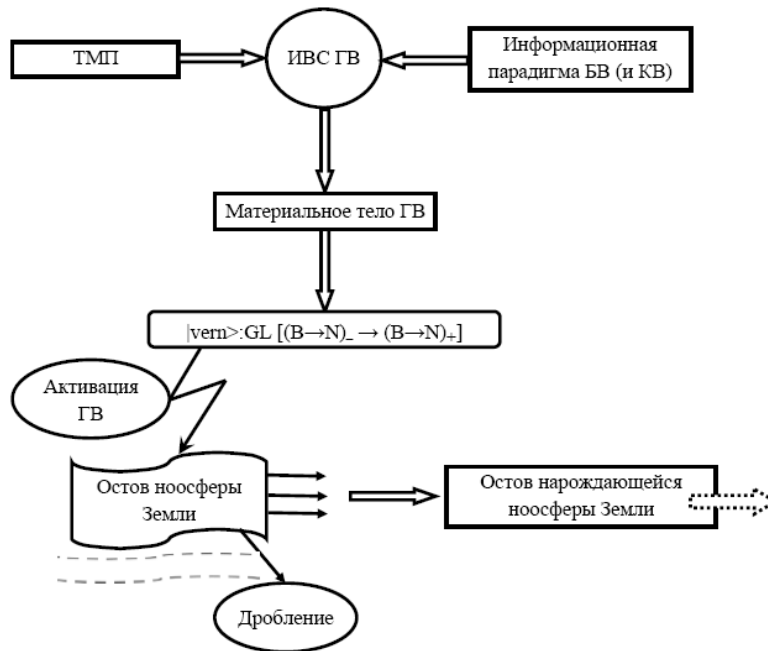 ТМП
ИВС ГВ
Информационная
парадигма БВ (и КВ)
Материальное тело ГВ
|vern>:GL [(B→N)₋ → (B→N)₊]
Активация
ГВ
Остов ноосферы
Земли
Остов нарождающейся
ноосферы Земли
Дробление